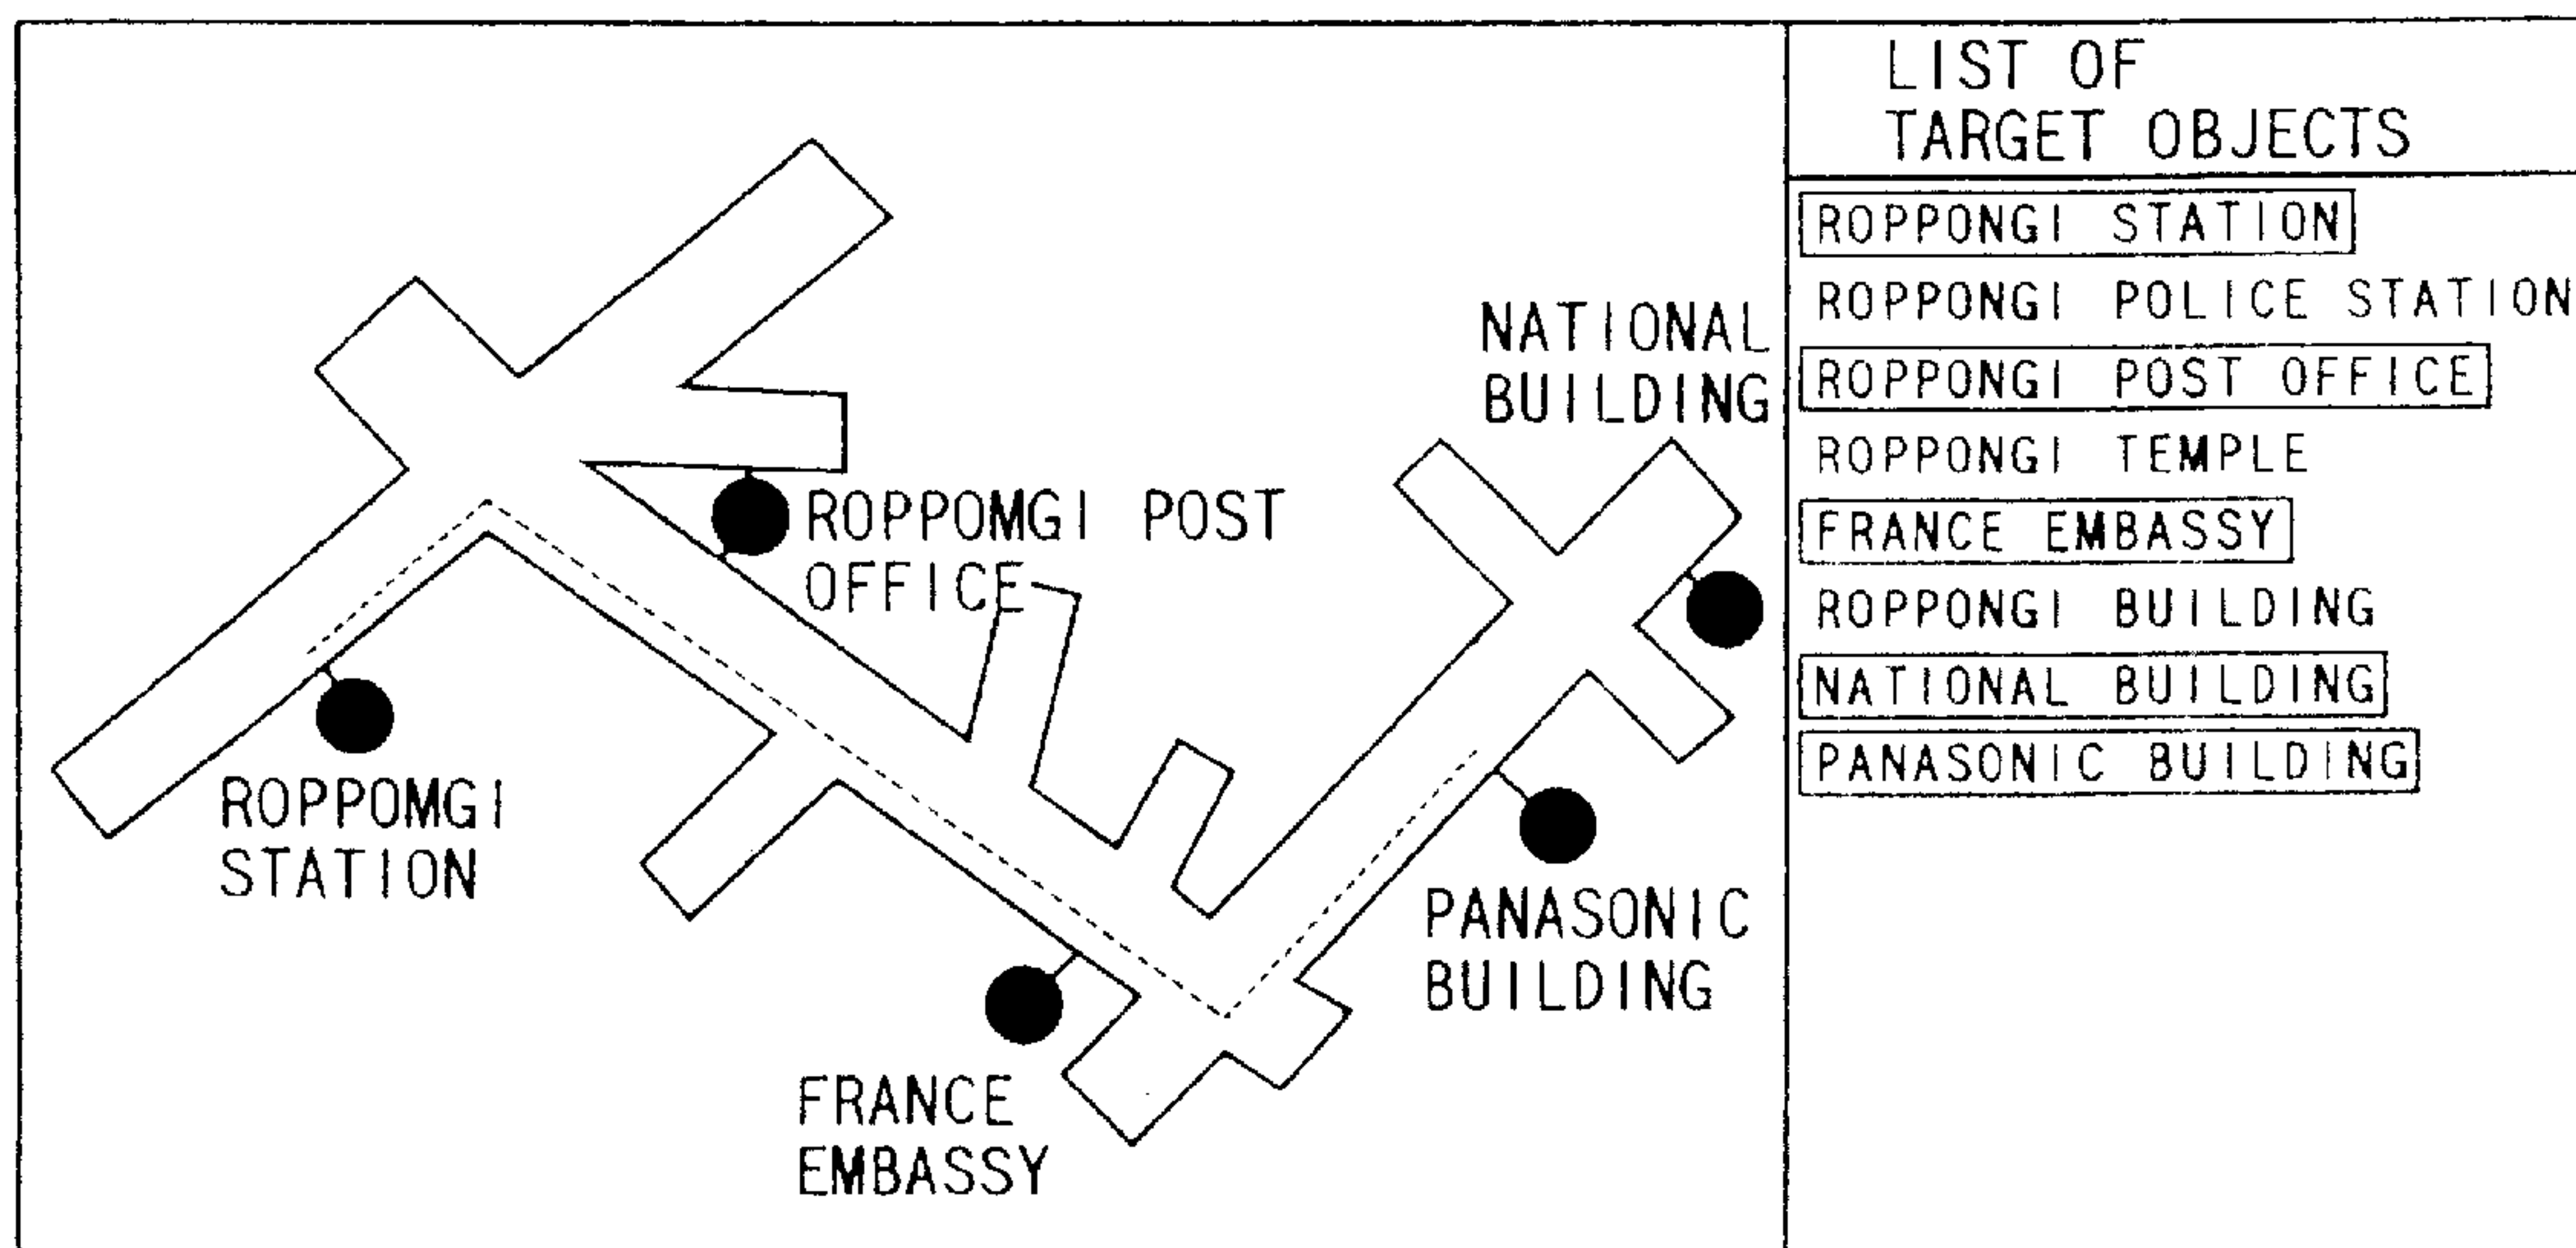 NATIONAL
BUILDING
ROPPOMGI POST
OFFICE
ROPPOMGI
STATION
PANASONIC
BUILDING
FRANCE
EMBASSY
LIST OF
TARGET OBJECTS
ROPPONGI STATION
ROPPONGI POLICE STATION
ROPPONGI POST OFFICE
ROPPONGI TEMPLE
FRANCE EMBASSY
ROPPONGI BUILDING
NATIONAL BUILDING
PANASONIC BUILDING